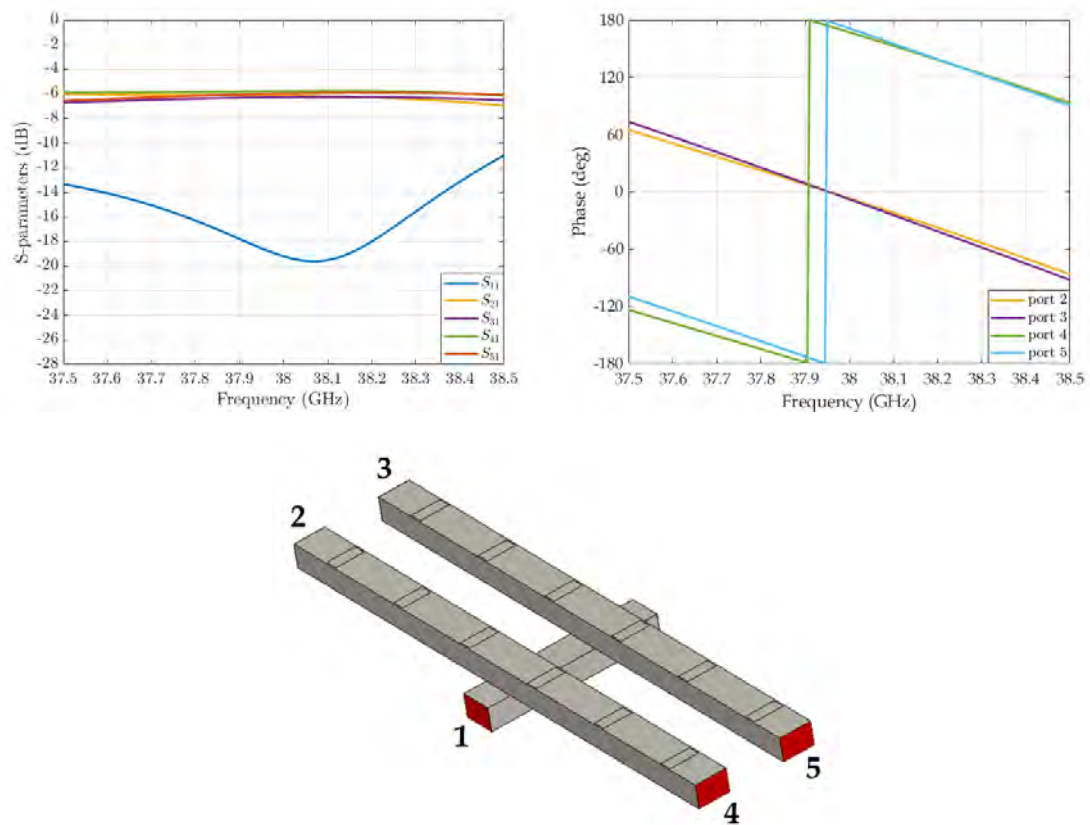 0
-2
-4
-6
-8
-10
-12
-14
-16
-18
-20
-22
-24
-26
-28
S-parameters (dB)
37.5 37.6 37.7 37.8 37.9 38 38.1 38.2 38.3 38.4 38.5
Frequency (GHz)
S11
S21
S31
S41
S51
180
120
60
0
-60
-120
-180
Phase (deg)
37.5 37.6 37.7 37.8 37.9 38 38.1 38.2 38.3 38.4 38.5
Frequency (GHz)
port 2
port 3
port 4
port 5
3
2
1
5
4